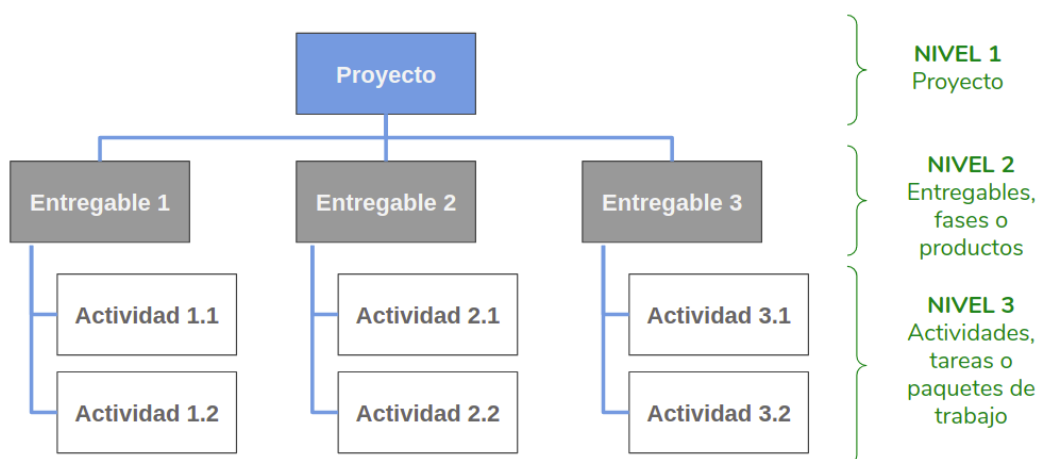 Proyecto
NIVEL 1
Proyecto
Entregable 1
Entregable 2
Entregable 3
NIVEL 2
Entregables,
fases o
productos
Actividad 1.1
Actividad 2.1
Actividad 3.1
Actividad 1.2
Actividad 2.2
Actividad 3.2
NIVEL 3
Actividades,
tareas o
paquetes de
trabajo